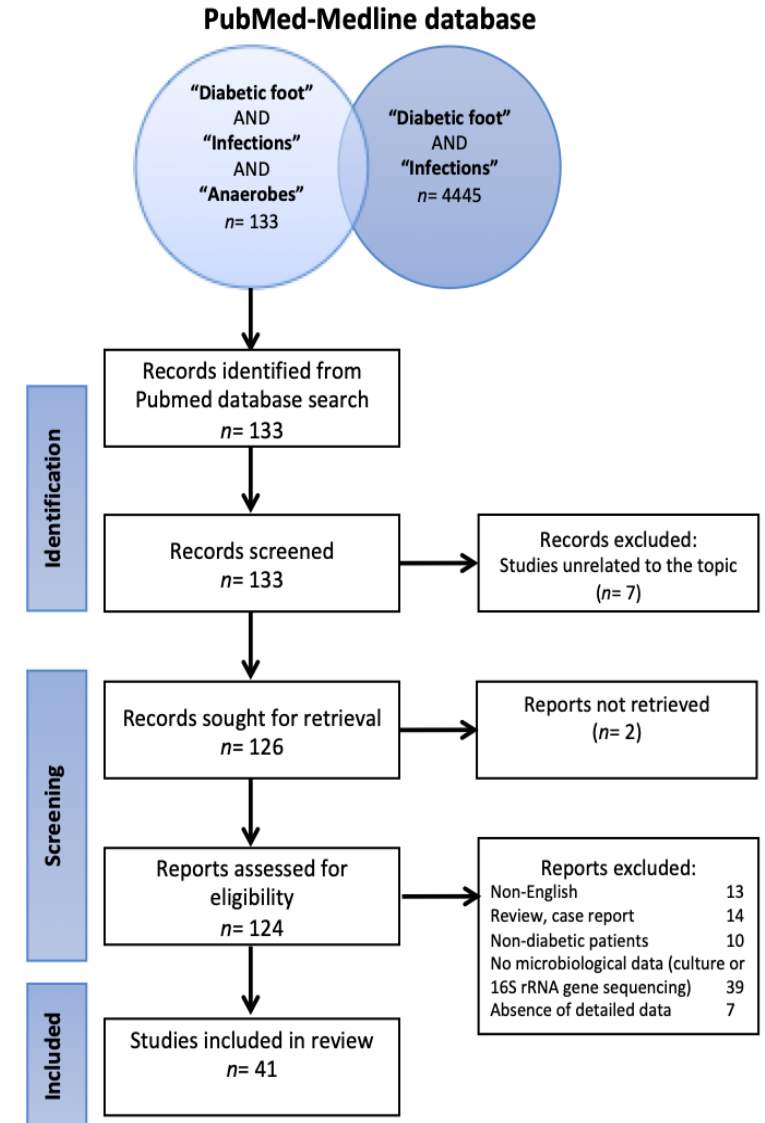 PubMed-Medline database
“Diabetic foot”
AND
“Infections”
AND
“Anaerobes”
n= 133
“Diabetic foot”
AND
“Infections”
n= 4445
Identification
Records identified from
Pubmed database search
n= 133
Records screened
n= 133
Records excluded:
Studies unrelated to the topic
(n= 7)
Screening
Records sought for retrieval
n= 126
Reports not retrieved
(n= 2)
Reports assessed for
eligibility
n= 124
Reports excluded:
Non-English 13
Review, case report 14
Non-diabetic patients 10
No microbiological data (culture or
16S rRNA gene sequencing) 39
Absence of detailed data 7
Included
Studies included in review
n= 41